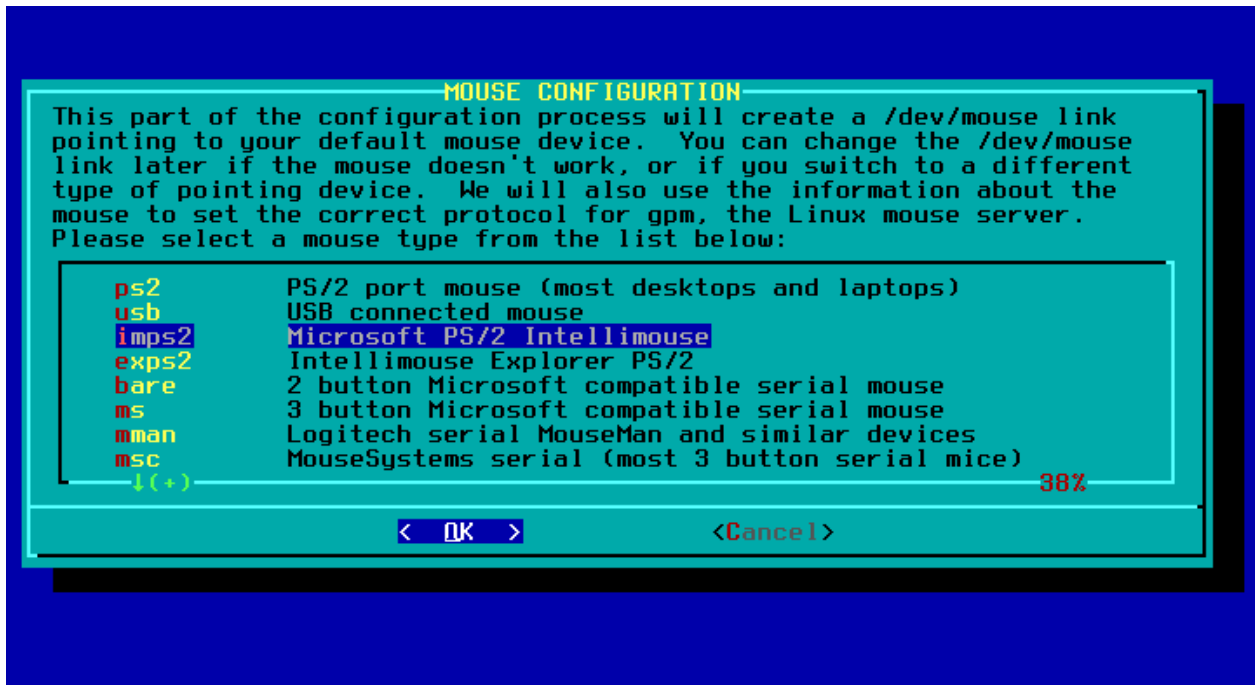 MOUSE CONFIGURATION
This part of the configuration process will create a /dev/mouse link
pointing to your default mouse device.  You can change the /dev/mouse
link later if the mouse doesn't work, or if you switch to a different
type of pointing device.  We will also use the information about the
mouse to set the correct protocol for gpm, the Linux mouse server.
Please select a mouse type from the list below:
ps2 PS/2 port mouse (most desktops and laptops)
usb USB connected mouse
imps2 Microsoft PS/2 Intellimouse
exps2 Intellimouse Explorer PS/2
bare 2 button Microsoft compatible serial mouse
ms 3 button Microsoft compatible serial mouse
mman Logitech serial MouseMan and similar devices
msc MouseSystems serial (most 3 button serial mice)
↓(+) 38%
< OK > <Cancel>